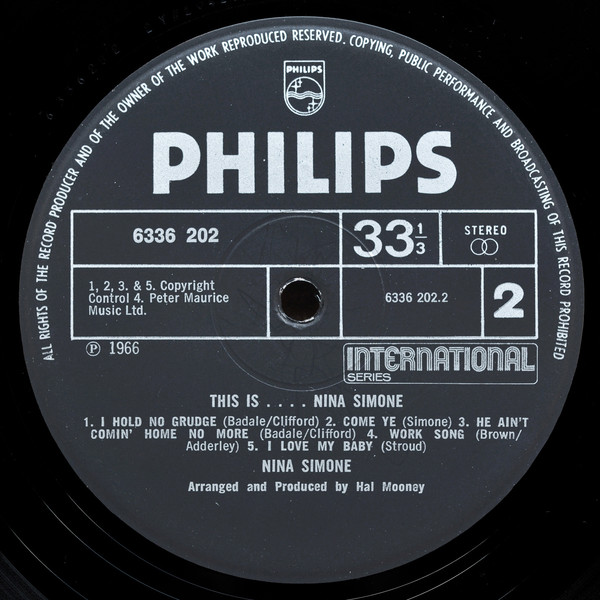 ALL RIGHTS OF THE RECORD PRODUCER AND OF THE OWNER OF THE WORK REPRODUCED RESERVED. COPYING, PUBLIC PERFORMANCE AND BROADCASTING OF THIS RECORD PROHIBITED
PHILIPS
PHILIPS
6336 202
33 1/3
STEREO
1, 2, 3. & 5. Copyright
Control 4. Peter Maurice
Music Ltd.
6336 202.2
2
Ⓟ 1966
INTERNATIONAL
SERIES
THIS IS . . . . NINA SIMONE
1. I HOLD NO GRUDGE (Badale/Clifford) 2. COME YE (Simone) 3. HE AIN'T
COMIN' HOME NO MORE (Badale/Clifford) 4. WORK SONG (Brown/
Adderley) 5. I LOVE MY BABY (Stroud)
NINA SIMONE
Arranged and Produced by Hal Mooney